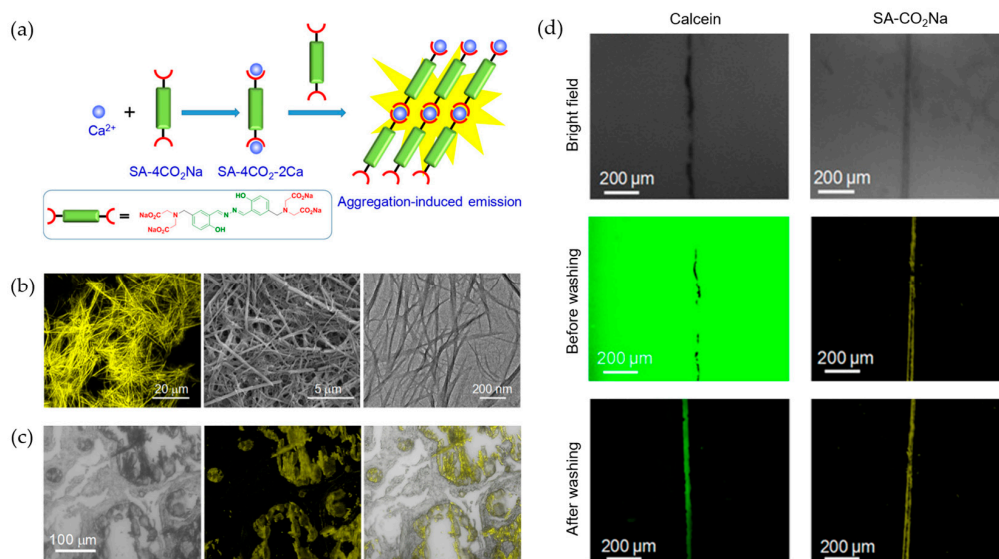 (a)
Ca²⁺
+
SA-4CO₂Na
SA-4CO₂-2Ca
Aggregation-induced emission
=
NaO₂C
N
NaO₂C
HO
N
N
OH
CO₂Na
N
CO₂Na
(b)
20 μm
5 μm
200 nm
(c)
100 μm
(d)
Calcein
SA-CO₂Na
Bright field
200 μm
200 μm
Before washing
200 μm
200 μm
After washing
200 μm
200 μm